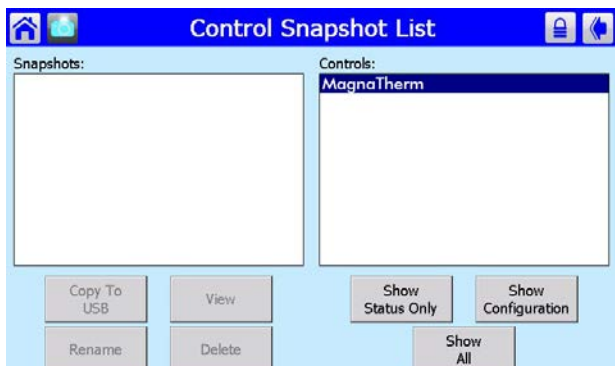 Control Snapshot List
Snapshots:
Controls:
MagnaTherm
Copy To
USB
View
Show
Status Only
Show
Configuration
Rename
Delete
Show
All